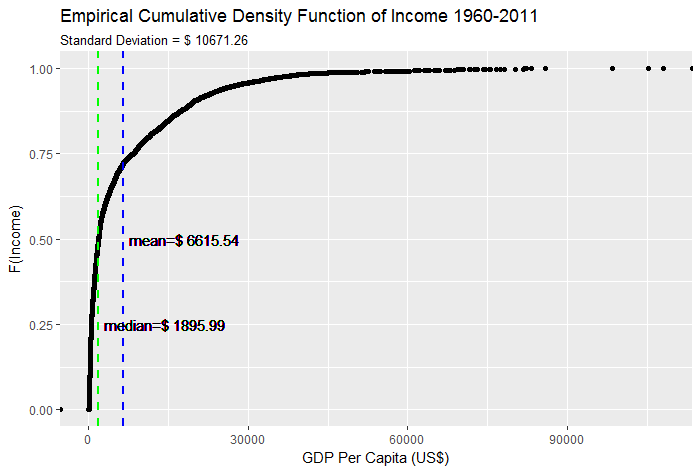 Empirical Cumulative Density Function of Income 1960-2011
Standard Deviation = $ 10671.26
1.00
0.75
0.50
0.25
0.00
F(Income)
mean=$ 6615.54
median=$ 1895.99
0
30000
60000
90000
GDP Per Capita (US$)